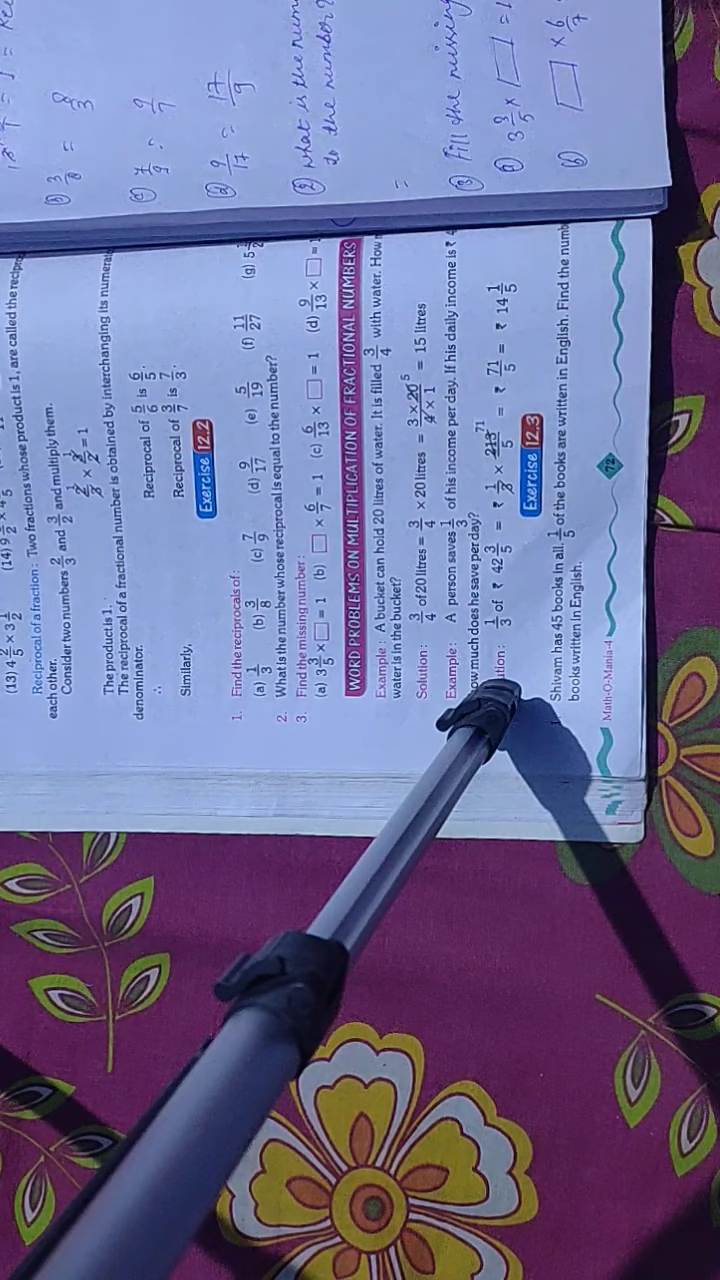 (13) 4 2/5 × 3 1/2 (14) 9 2 × 4 5
Reciprocal of a fraction : Two fractions whose product is 1, are called the
each other.
Consider two numbers 2/3 and 3/2 and multiply them.
2/3 × 3/2 = 1
The product is 1.
The reciprocal of a fractional number is obtained by interchanging its
denominator.
∴ Reciprocal of 5/6 is 6/5.
Similarly, Reciprocal of 3/7 is 7/3.
Exercise 12.2
1. Find the reciprocals of :
(a) 1/3 (b) 3/8 (c) 7/9 (d) 9/17 (e) 5/19 (f) 11/27 (g) 5
2. What is the number whose reciprocal is equal to the number?
3. Find the missing number :
(a) 3 3/5 × □ = 1 (b) □ × 6/7 = 1 (c) 6/13 × □ = 1 (d) 9/13 × □ =
WORD PROBLEMS ON MULTIPLICATION OF FRACTIONAL NUMBERS
Example : A bucket can hold 20 litres of water. It is filled 3/4 with water. How
water is in the bucket?
Solution : 3/4 of 20 litres = 3/4 × 20 litres = 3 × 20 5 / 4 × 1 = 15 litres
Example : A person saves 1/3 of his income per day. If his daily income is ₹
ow much does he save per day?
ution : 1/3 of ₹ 42 3/5 = ₹ 1/3 × 213 71 / 5 = ₹ 71/5 = ₹ 14 1/5
Exercise 12.3
Shivam has 45 books in all. 1/5 of the books are written in English. Find the
books written in English.
Math-O-Mania-4 72
(b) 3/8 = 8/3
(c) 7/9 = 9/7
(d) 9/17 = 17/9
(2) What is the
to the number?
=
(3) Fill the missing
(a) 3 3/5 × □ =
(b) □ × 6/7